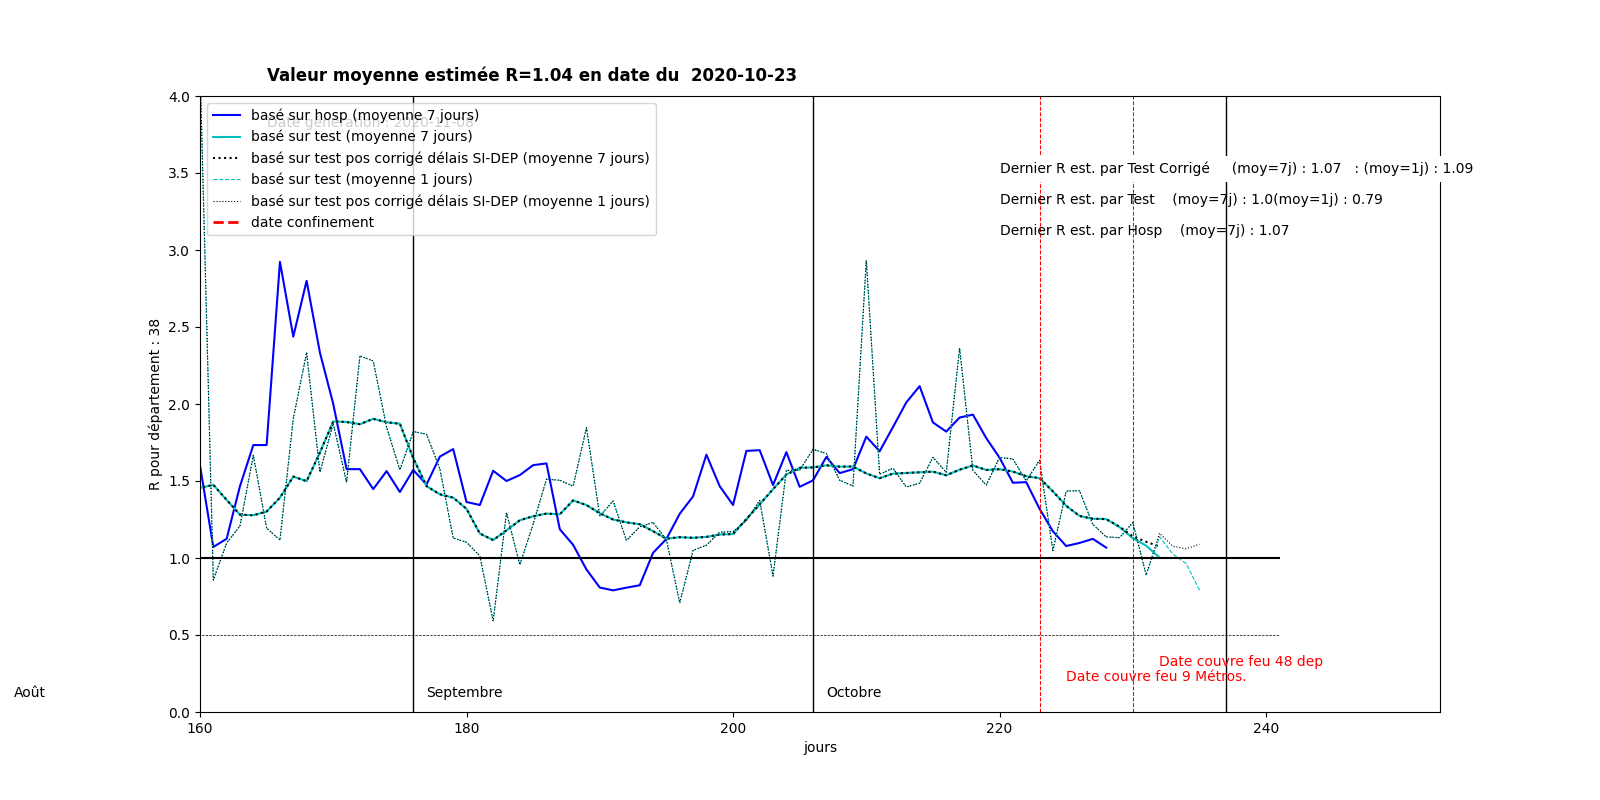 Valeur moyenne estimée R=1.04 en date du  2020-10-23
Date génération : 2020-11-08
basé sur hosp (moyenne 7 jours)
basé sur test (moyenne 7 jours)
basé sur test pos corrigé délais SI-DEP (moyenne 7 jours)
basé sur test (moyenne 1 jours)
basé sur test pos corrigé délais SI-DEP (moyenne 1 jours)
date confinement
Dernier R est. par Test Corrigé     (moy=7j) : 1.07   : (moy=1j) : 1.09
Dernier R est. par Test    (moy=7j) : 1.0(moy=1j) : 0.79
Dernier R est. par Hosp    (moy=7j) : 1.07
R pour département : 38
4.0
3.5
3.0
2.5
2.0
1.5
1.0
0.5
0.0
Date couvre feu 48 dep
Date couvre feu 9 Métros.
Août
Septembre
Octobre
160
180
200
220
240
jours